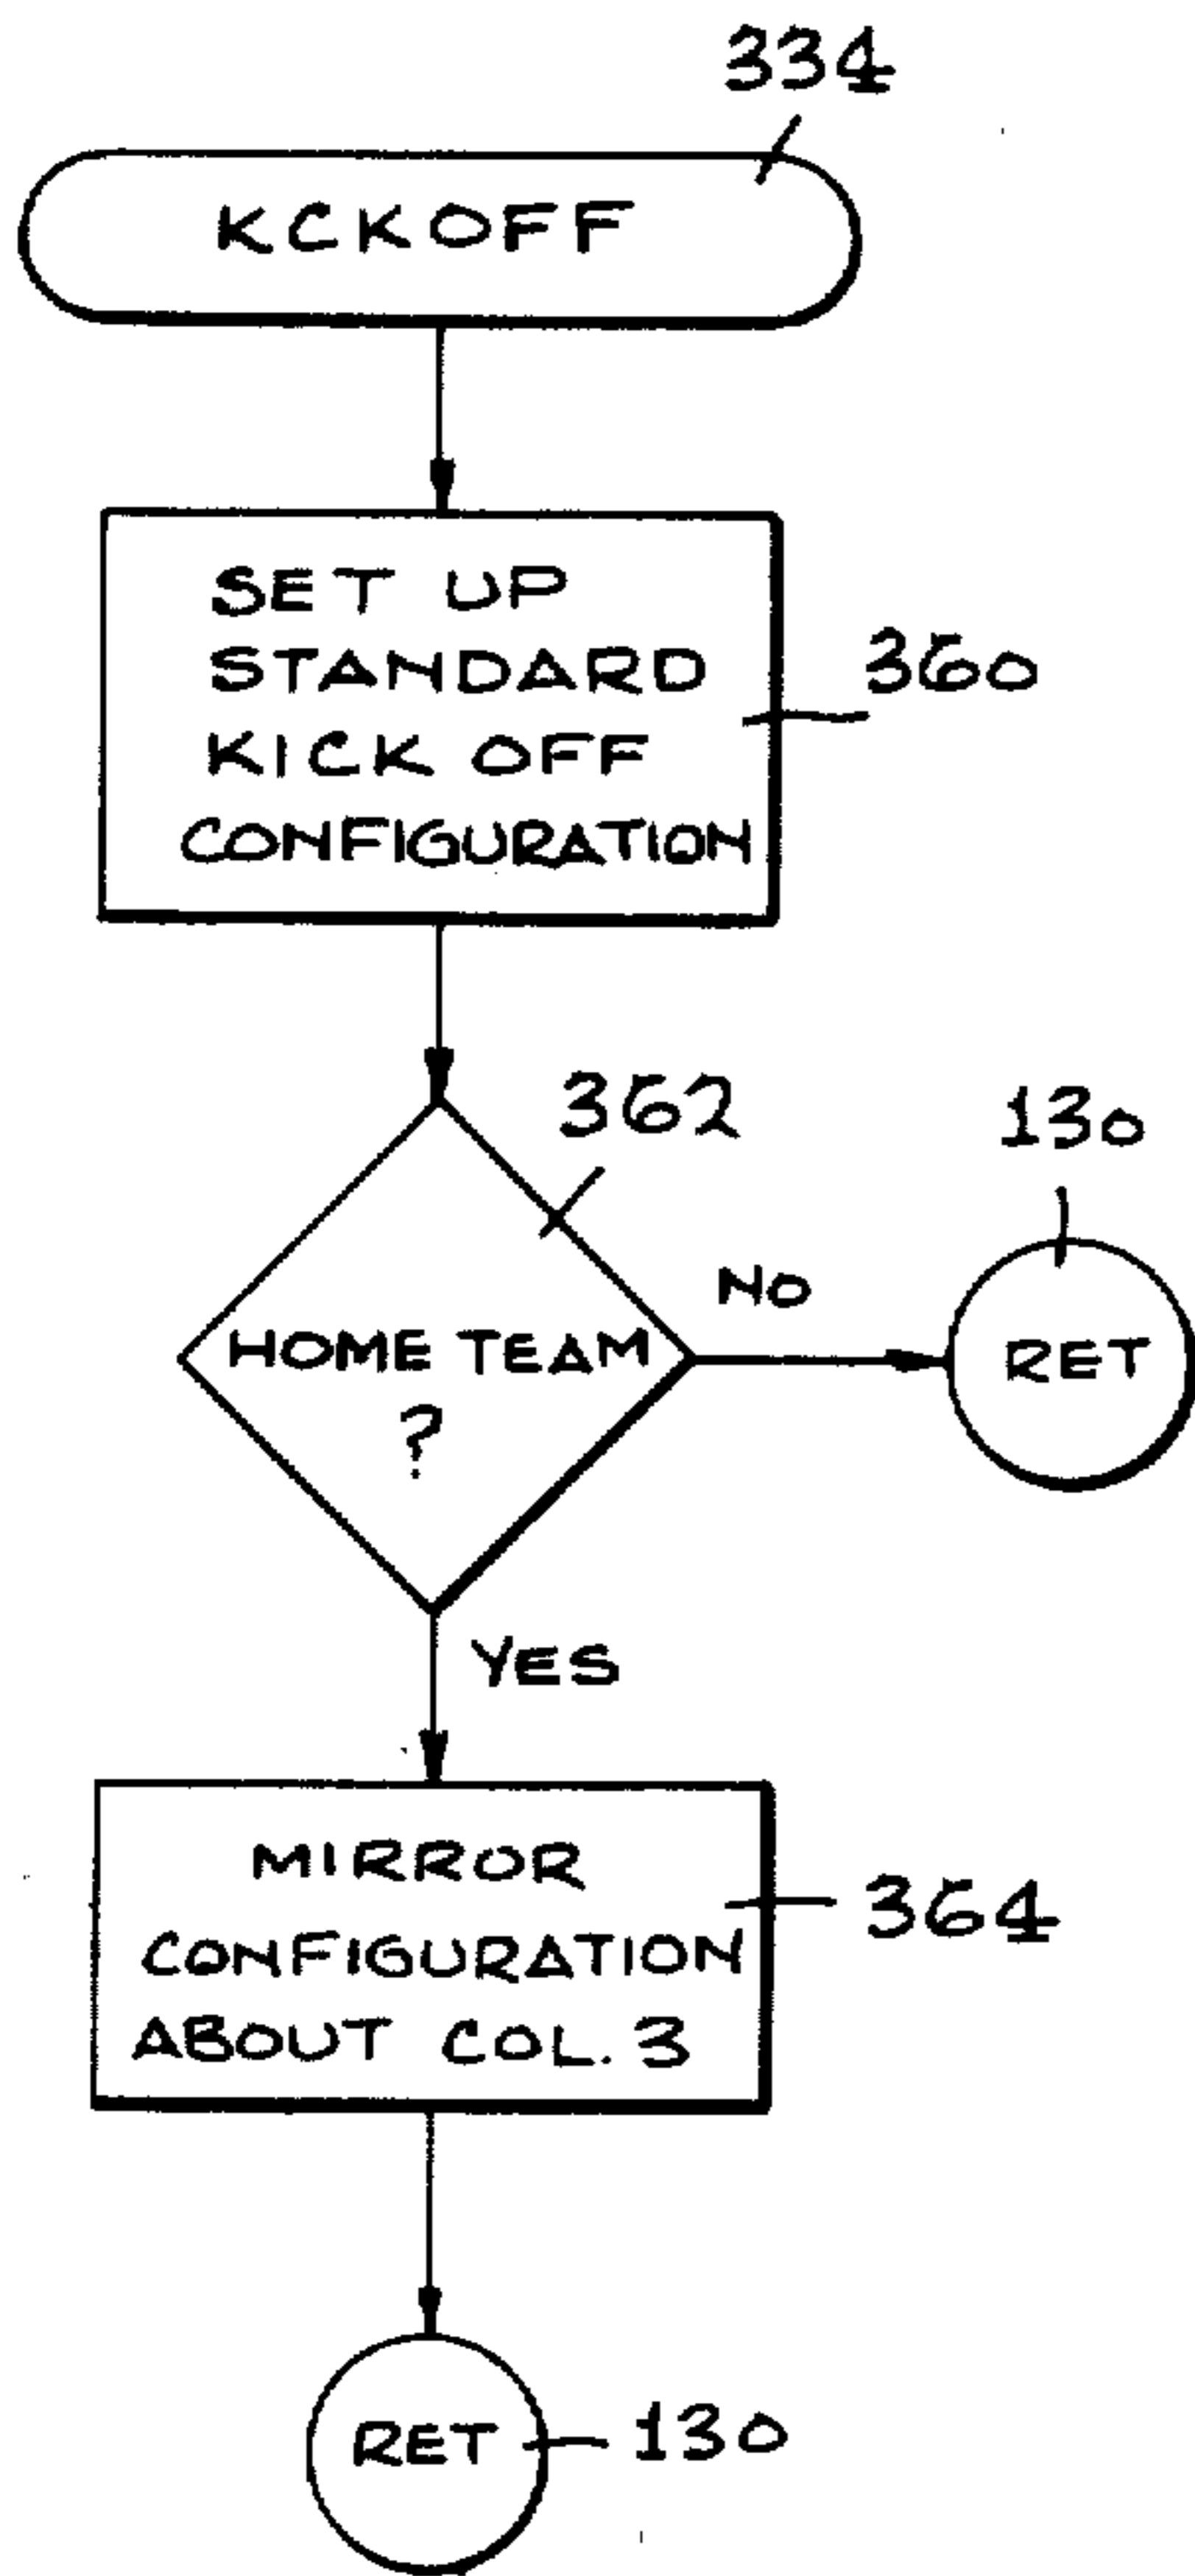 334
KCKOFF
SET UP
STANDARD
KICK OFF
CONFIGURATION
360
362
130
HOME TEAM
?
NO
RET
YES
MIRROR
CONFIGURATION
ABOUT COL. 3
364
RET
130